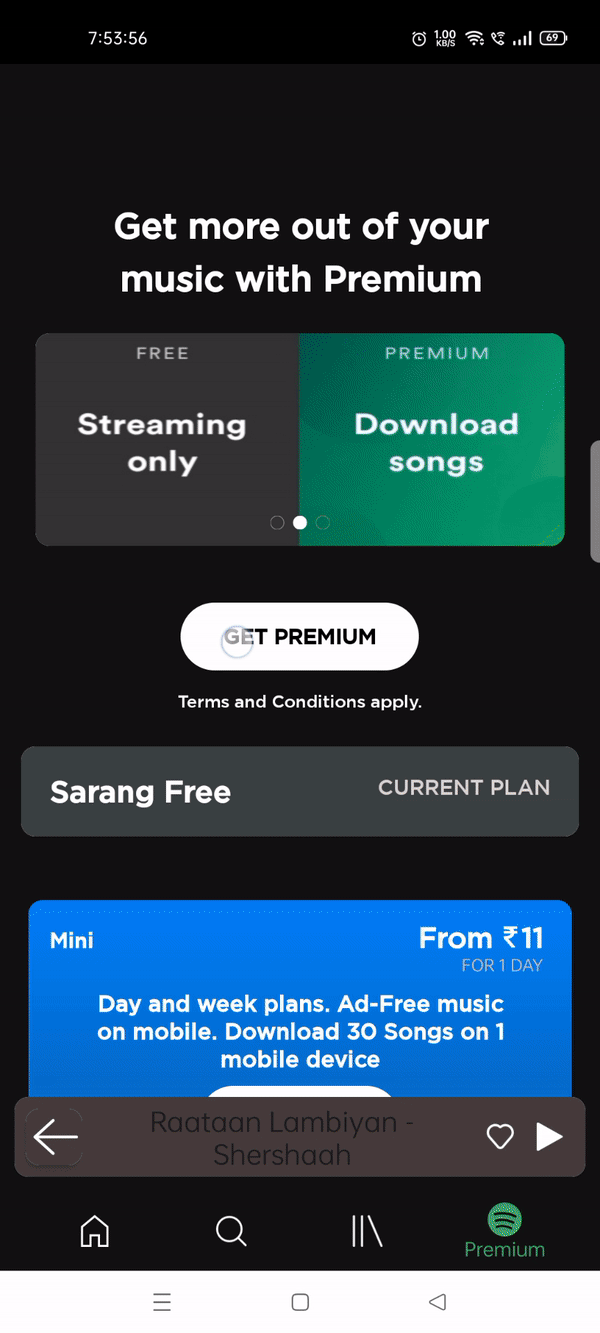 7:53:56
1.00
KB/S
69
Get more out of your
music with Premium
FREE
PREMIUM
Streaming
only
Download
songs
GET PREMIUM
Terms and Conditions apply.
Sarang Free
CURRENT PLAN
Mini
From ₹11
FOR 1 DAY
Day and week plans. Ad-Free music
on mobile. Download 30 Songs on 1
mobile device
Raataan Lambiyan -
Shershaah
Premium